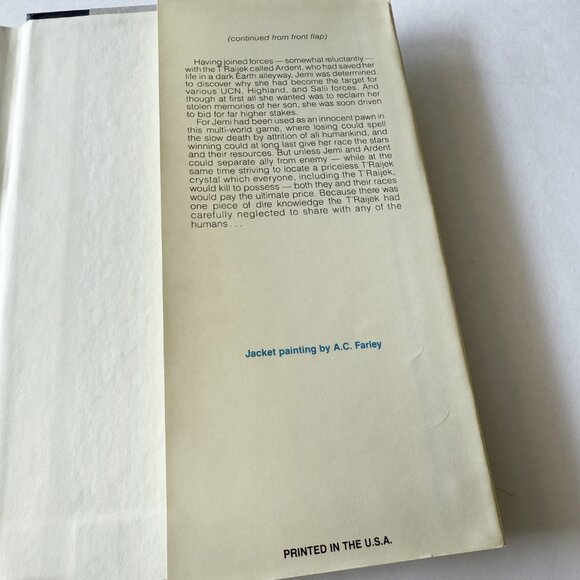 (continued from front flap)
Having joined forces — somewhat reluctantly —
with the T'Raijek called Ardent, who had saved her
life in a dark Earth alleyway, Jemi was determined
to discover why she had become the target for
various UCN, Highland, and Salii forces. And
though at first all she wanted was to reclaim her
stolen memories of her son, she was soon driven
to bid for far higher stakes.
For Jemi had been used as an innocent pawn in
this multi-world game, where losing could spell
the slow death by attrition of all humankind, and
winning could at long last give her race the stars
and their resources. But unless Jemi and Ardent
could separate ally from enemy — while at the
same time striving to locate a priceless T'Raijek
crystal which everyone, including the T'Raijek,
would kill to possess — both they and their races
would pay the ultimate price. Because there was
one piece of dire knowledge the T'Raijek had
carefully neglected to share with any of the
humans . . .
Jacket painting by A.C. Farley
PRINTED IN THE U.S.A.